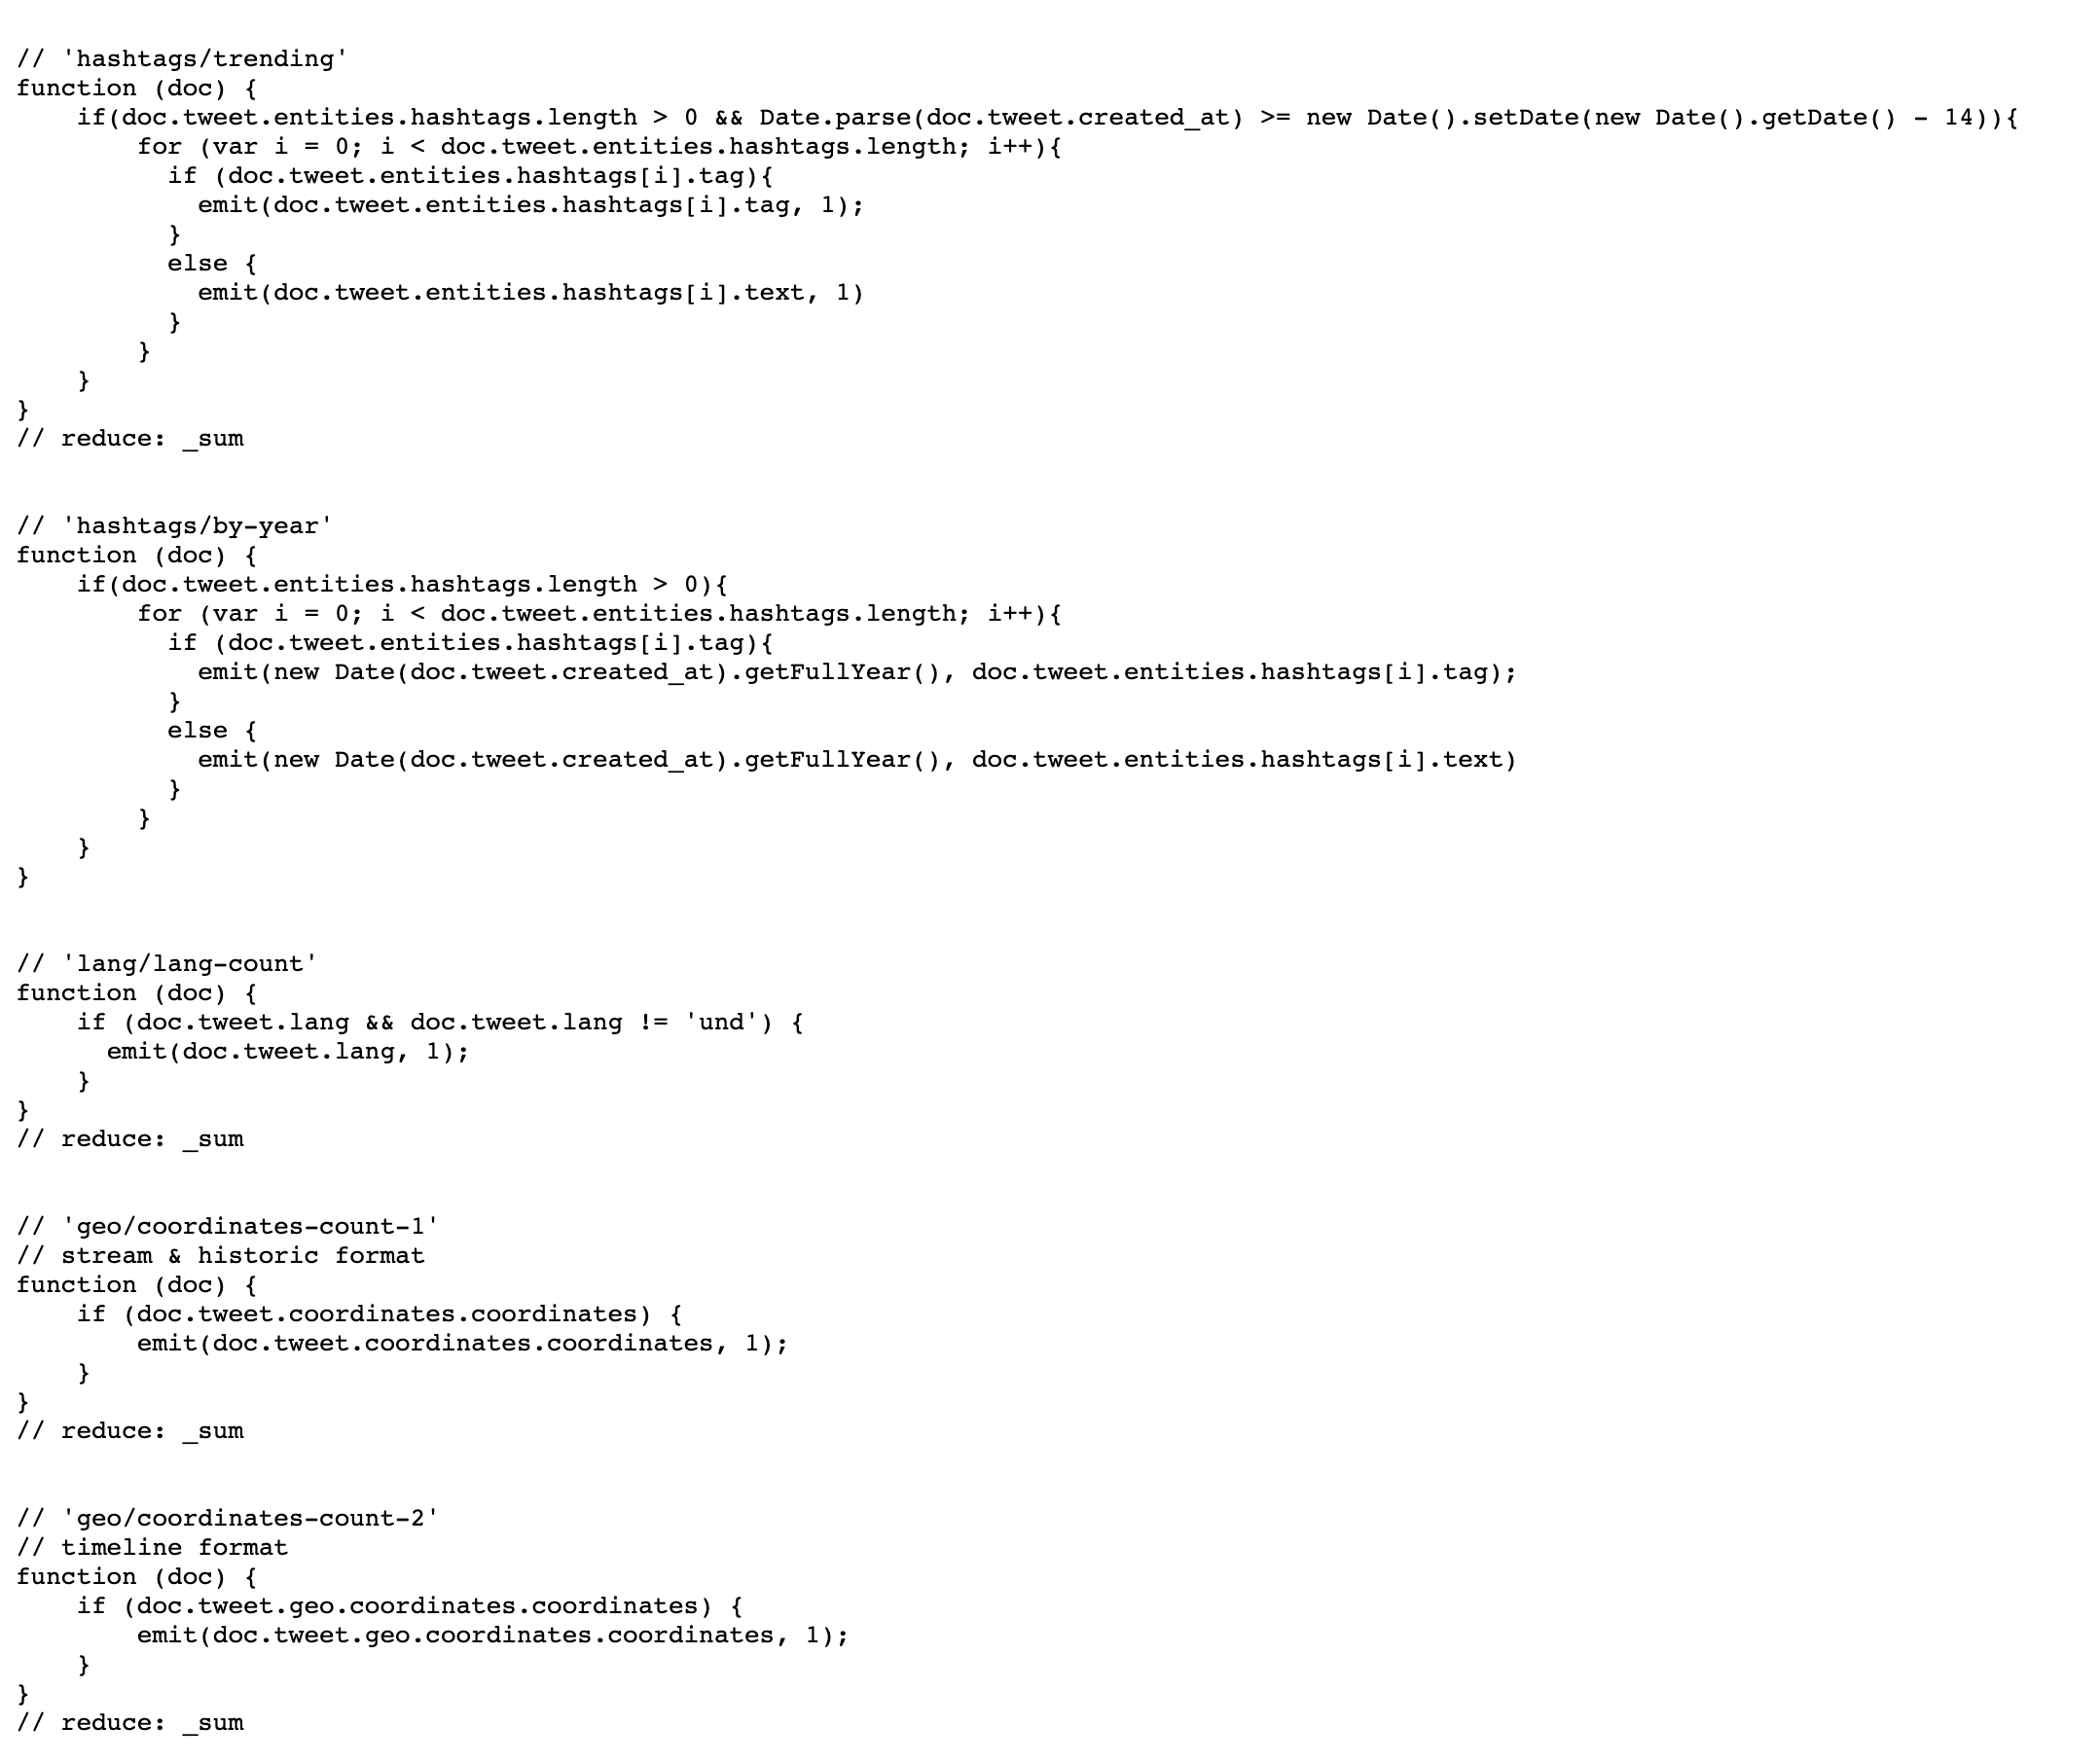 // 'hashtags/trending'
function (doc) {
    if(doc.tweet.entities.hashtags.length > 0 && Date.parse(doc.tweet.created_at) >= new Date().setDate(new Date().getDate() - 14)){
        for (var i = 0; i < doc.tweet.entities.hashtags.length; i++){
          if (doc.tweet.entities.hashtags[i].tag){
            emit(doc.tweet.entities.hashtags[i].tag, 1);
          }
          else {
            emit(doc.tweet.entities.hashtags[i].text, 1)
          }
        }
    }
}
// reduce: _sum


// 'hashtags/by-year'
function (doc) {
    if(doc.tweet.entities.hashtags.length > 0){
        for (var i = 0; i < doc.tweet.entities.hashtags.length; i++){
          if (doc.tweet.entities.hashtags[i].tag){
            emit(new Date(doc.tweet.created_at).getFullYear(), doc.tweet.entities.hashtags[i].tag);
          }
          else {
            emit(new Date(doc.tweet.created_at).getFullYear(), doc.tweet.entities.hashtags[i].text)
          }
        }
    }
}


// 'lang/lang-count'
function (doc) {
    if (doc.tweet.lang && doc.tweet.lang != 'und') {
      emit(doc.tweet.lang, 1);
    }
}
// reduce: _sum


// 'geo/coordinates-count-1'
// stream & historic format
function (doc) {
    if (doc.tweet.coordinates.coordinates) {
        emit(doc.tweet.coordinates.coordinates, 1);
    }
}
// reduce: _sum


// 'geo/coordinates-count-2'
// timeline format
function (doc) {
    if (doc.tweet.geo.coordinates.coordinates) {
        emit(doc.tweet.geo.coordinates.coordinates, 1);
    }
}
// reduce: _sum